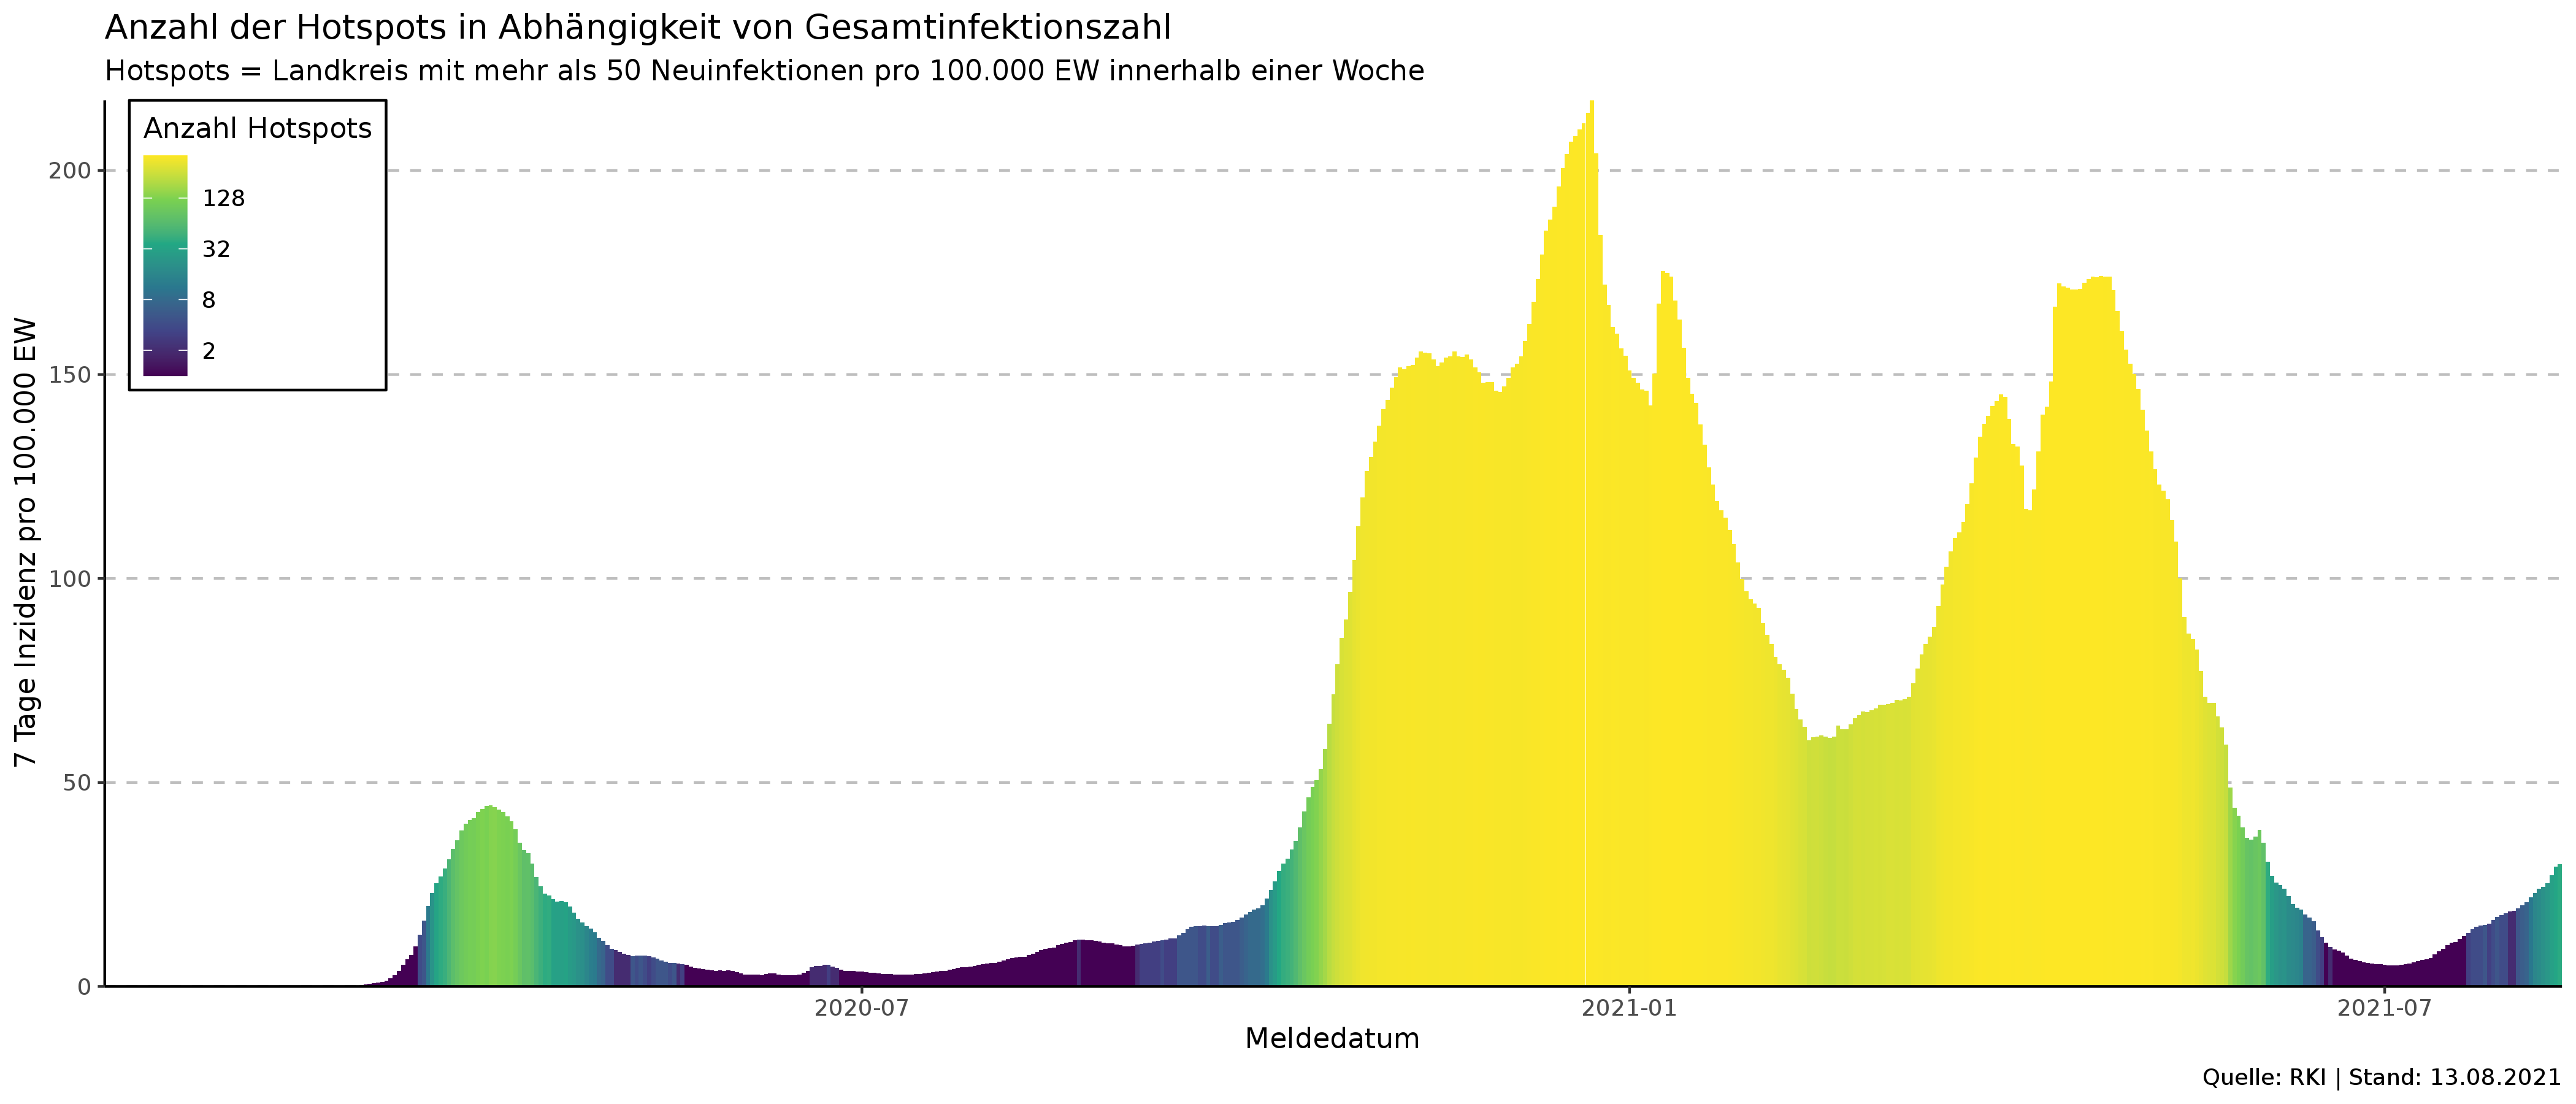 Anzahl der Hotspots in Abhängigkeit von Gesamtinfektionszahl
Hotspots = Landkreis mit mehr als 50 Neuinfektionen pro 100.000 EW innerhalb einer Woche
Anzahl Hotspots
128
32
8
2
7 Tage Inzidenz pro 100.000 EW
200
150
100
50
0
2020-07
2021-01
2021-07
Meldedatum
Quelle: RKI | Stand: 13.08.2021